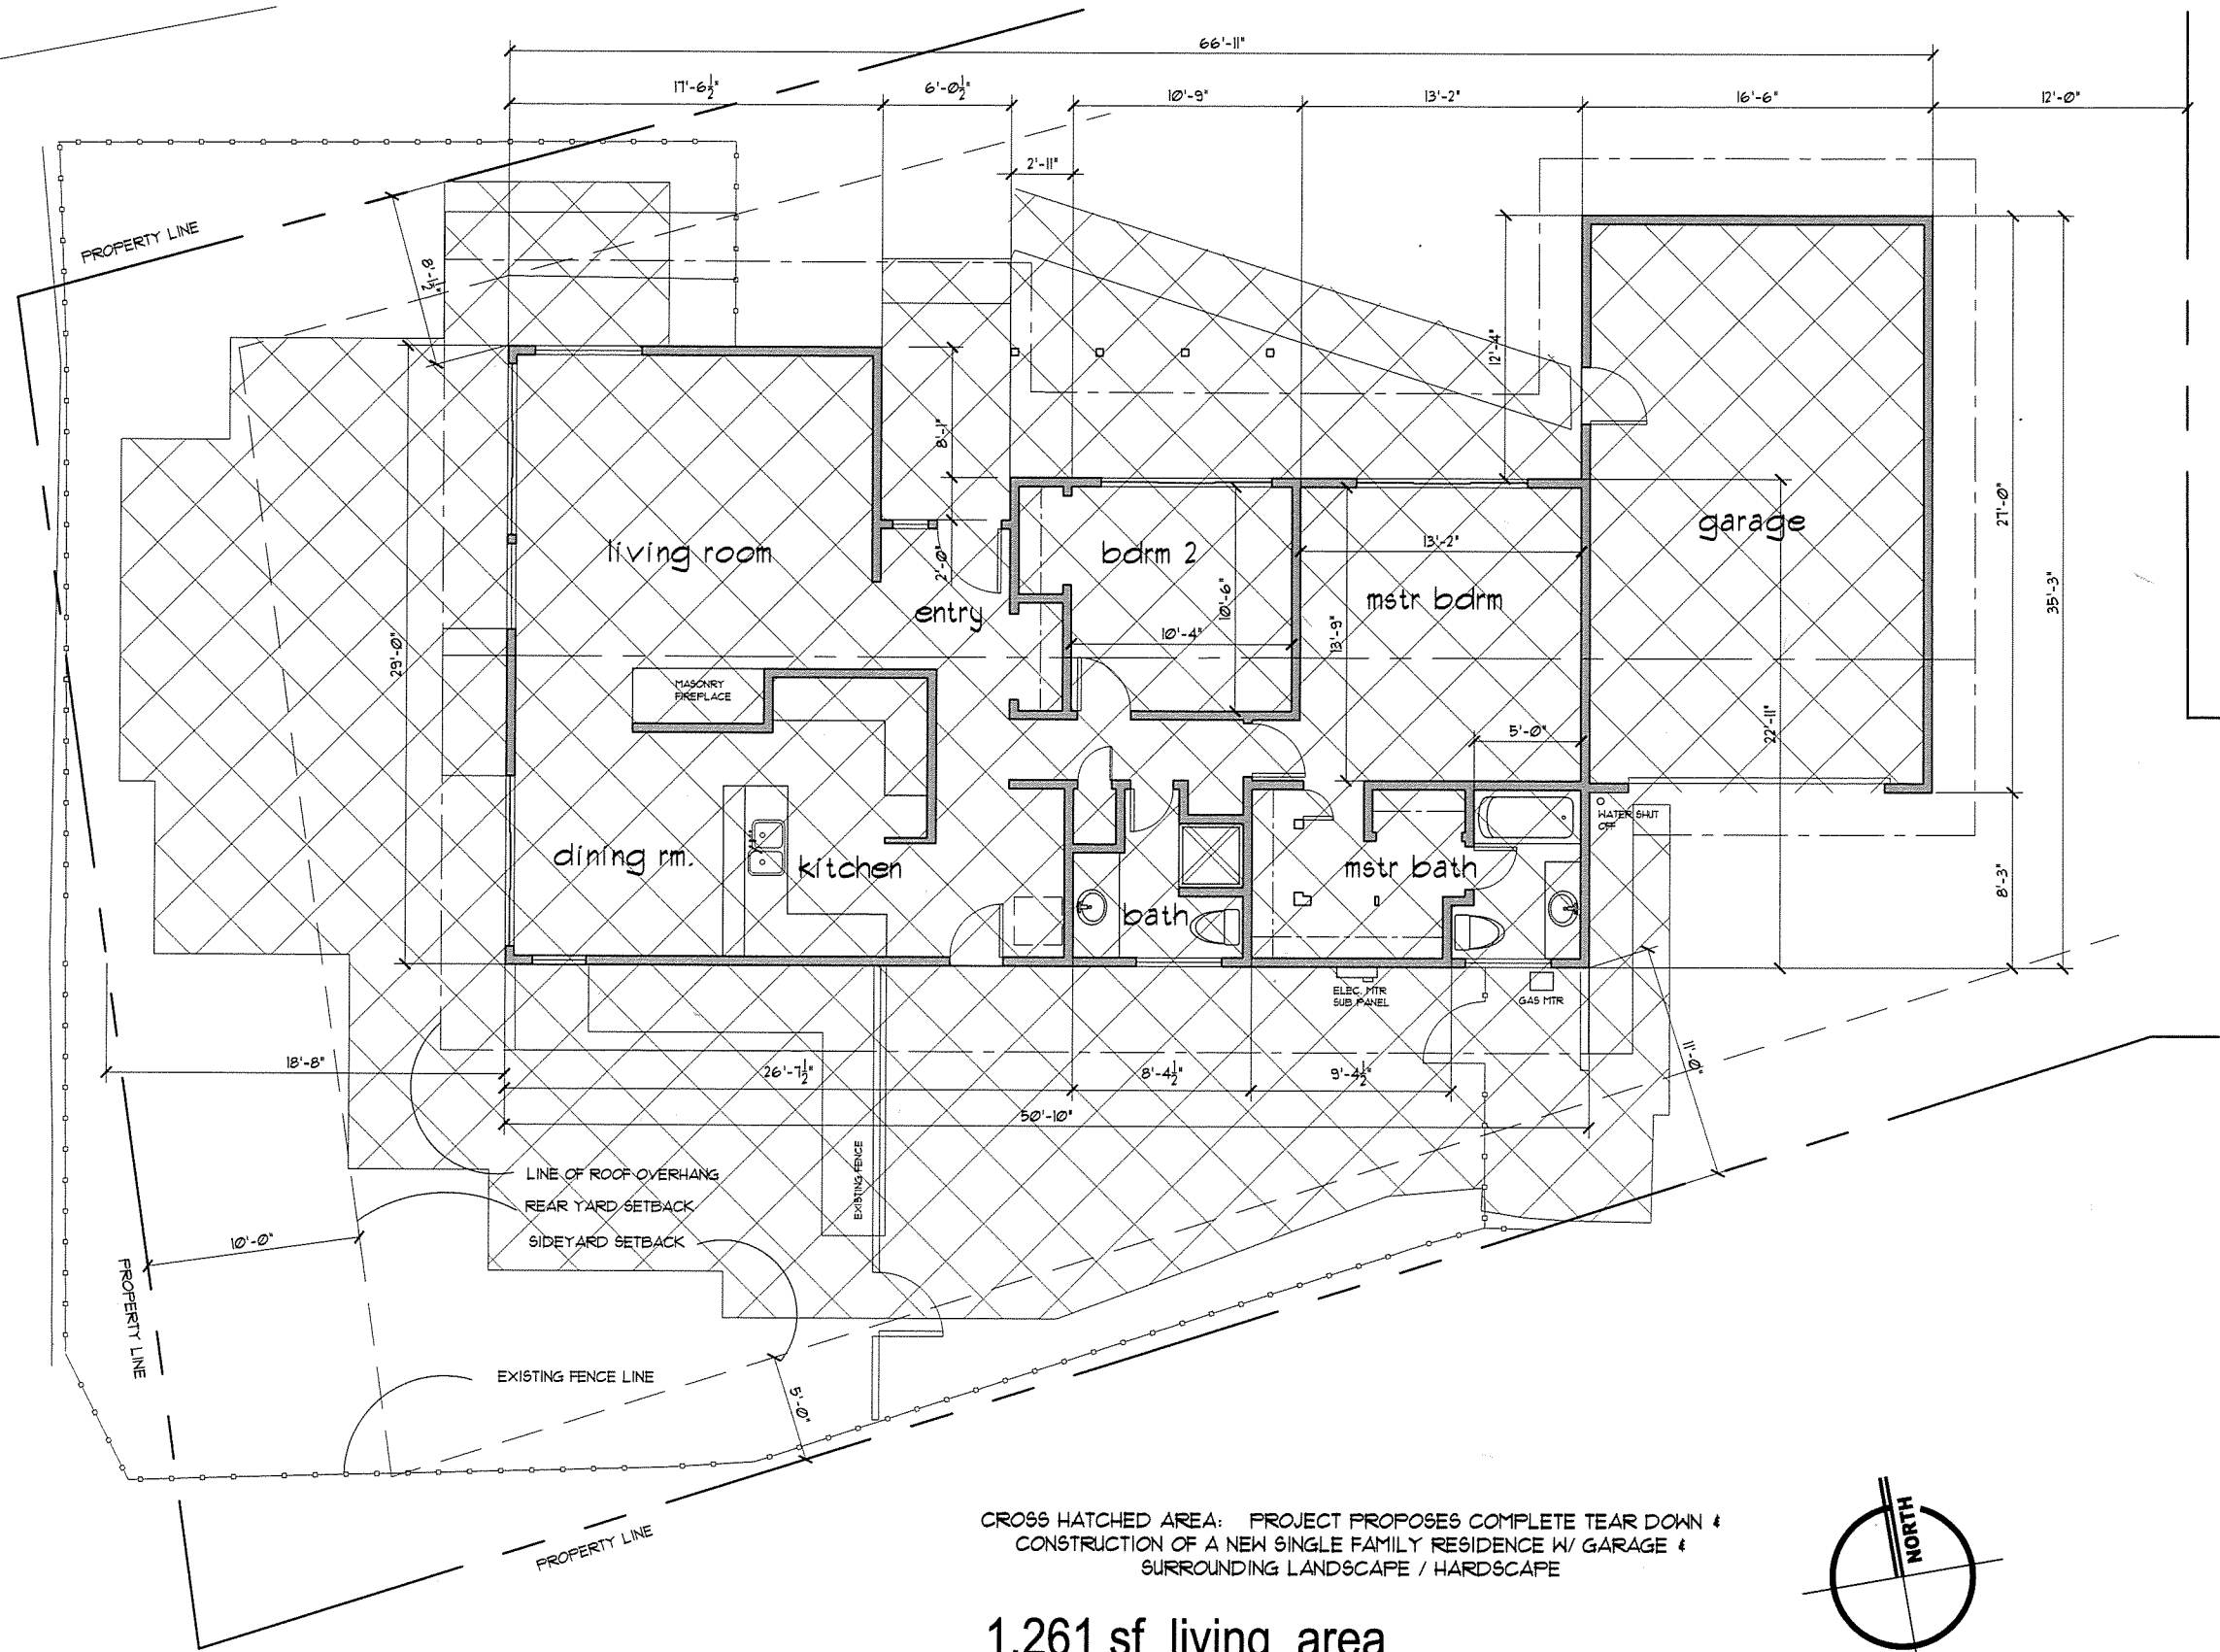 66'-11"
17'-6½"
6'-0½"
10'-9"
13'-2"
16'-6"
12'-0"
2'-11"
PROPERTY LINE
8'-1½"
12'-4"
8'-1"
living room
bdrm 2
garage
27'-0"
13'-2"
2'-0"
entry
10'-6"
mstr bdrm
35'-3"
29'-0"
10'-4"
13'-9"
MASONRY
FIREPLACE
5'-0"
22'-11"
WATER SHUT
OFF
dining rm.
kitchen
mstr bath
bath
8'-3"
ELEC. MTR
SUB PANEL
GAS MTR
18'-8"
26'-7½"
8'-4½"
9'-4½"
11'-0"
50'-10"
EXISTING FENCE
LINE OF ROOF OVERHANG
REAR YARD SETBACK
SIDEYARD SETBACK
10'-0"
PROPERTY LINE
EXISTING FENCE LINE
5'-0"
PROPERTY LINE
CROSS HATCHED AREA: PROJECT PROPOSES COMPLETE TEAR DOWN &
CONSTRUCTION OF A NEW SINGLE FAMILY RESIDENCE W/ GARAGE &
SURROUNDING LANDSCAPE / HARDSCAPE
NORTH
1,261 sf living area